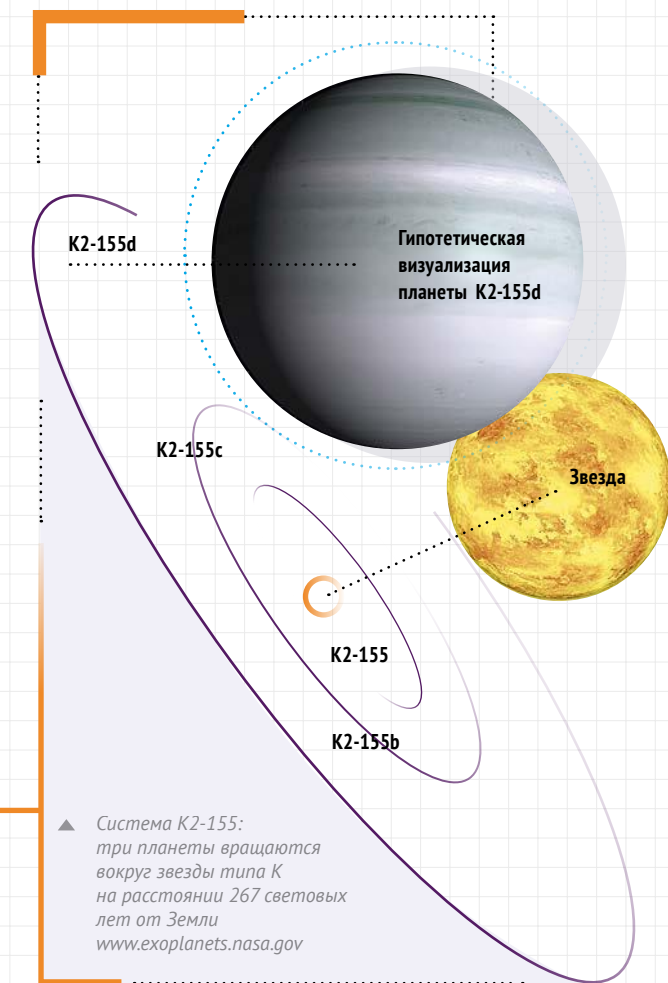 K2-155d
Гипотетическая
визуализация
планеты K2-155d
K2-155c
Звезда
K2-155
K2-155b
Система K2-155:
три планеты вращаются
вокруг звезды типа К
на расстоянии 267 световых
лет от Земли
www.exoplanets.nasa.gov